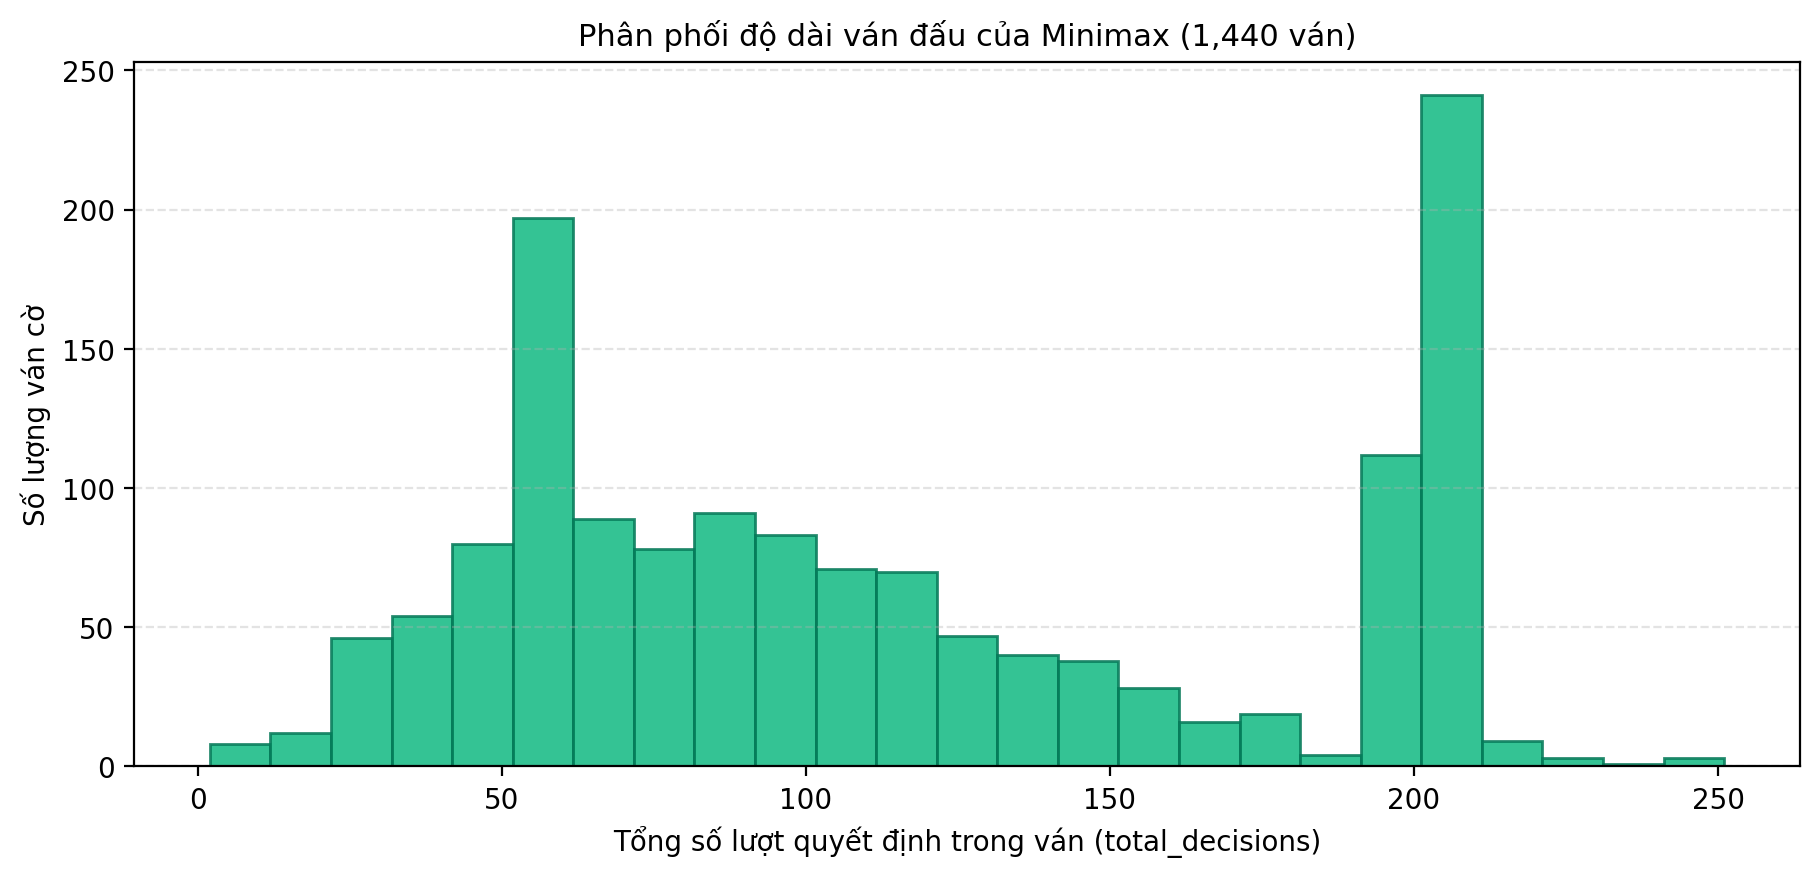 Phân phối độ dài ván đấu của Minimax (1,440 ván)
Số lượng ván cờ
250
200
150
100
50
0
0 50 100 150 200 250
Tổng số lượt quyết định trong ván (total_decisions)